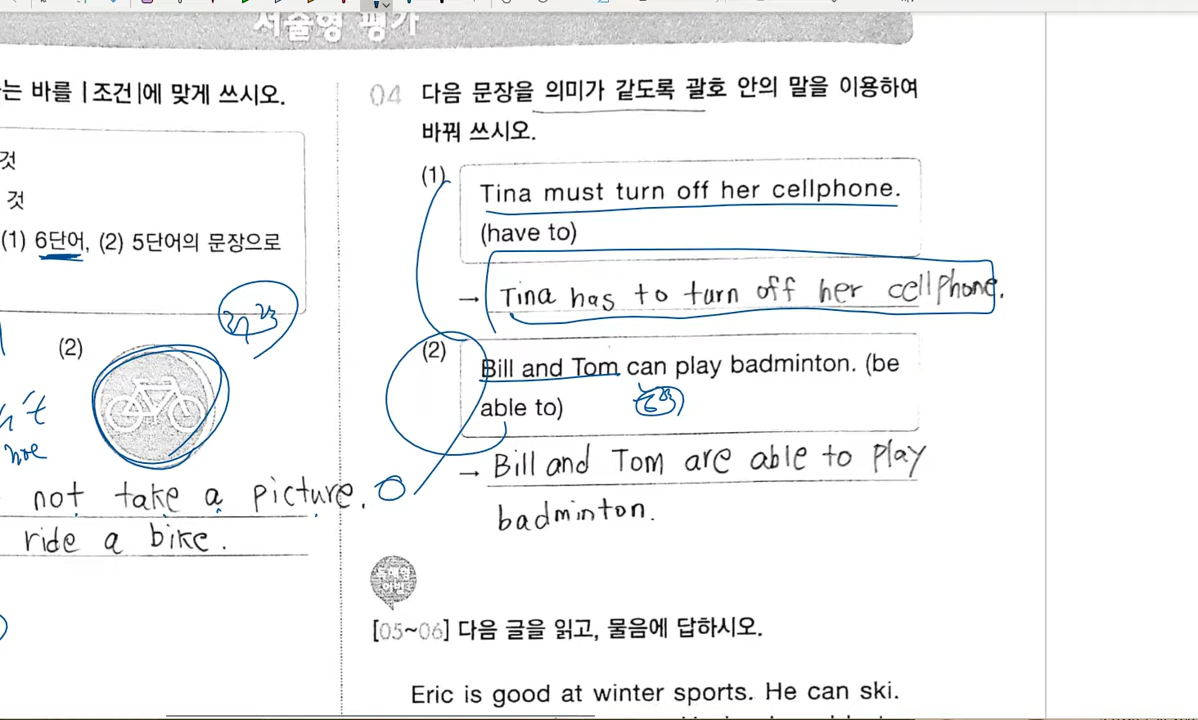 서술형 평가
는 바를 |조건|에 맞게 쓰시오.
것
것
(1) 6단어, (2) 5단어의 문장으로
(2)
not take a picture.
ride a bike.
04 다음 문장을 의미가 같도록 괄호 안의 말을 이용하여
바꿔 쓰시오.
(1)
Tina must turn off her cellphone.
(have to)
→ Tina has to turn off her cellphone.
(2)
Bill and Tom can play badminton. (be
able to)
→ Bill and Tom are able to play
badminton.
독해형
어법
[05~06] 다음 글을 읽고, 물음에 답하시오.
Eric is good at winter sports. He can ski.